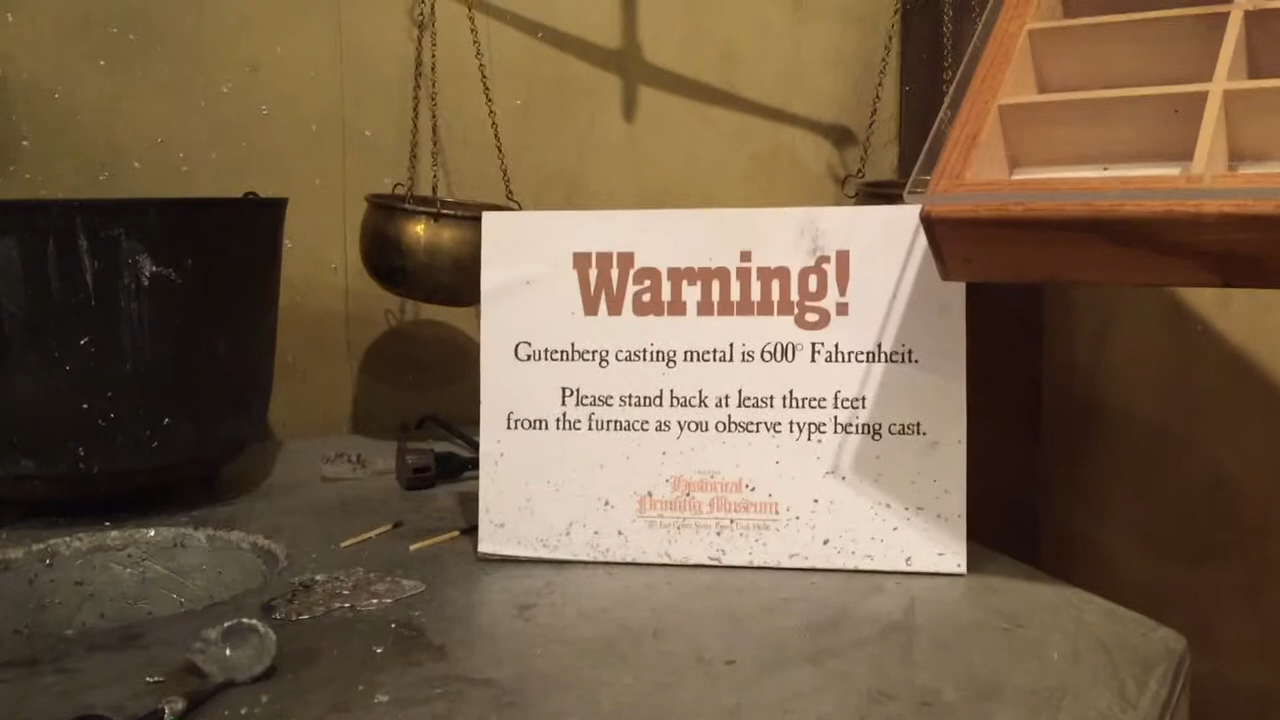 Warning!
Gutenberg casting metal is 600° Fahrenheit.
Please stand back at least three feet
from the furnace as you observe type being cast.
Historical
Printing Museum